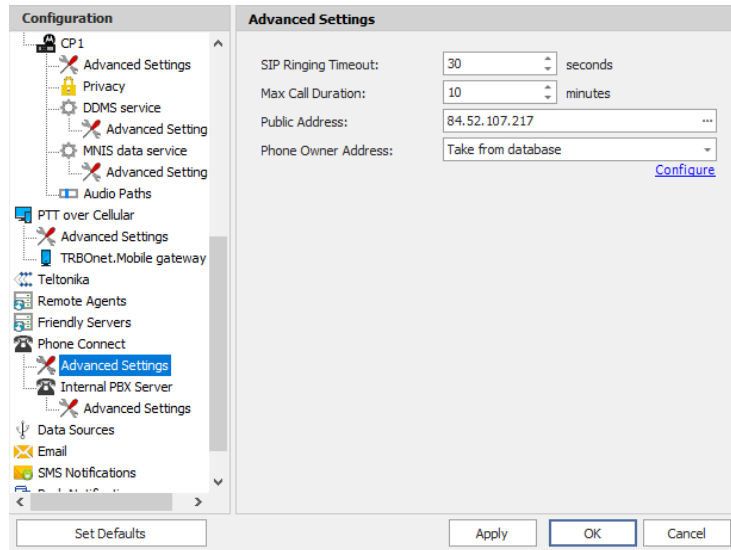 Configuration
CP1
Advanced Settings
Privacy
DDMS service
Advanced Setting
MNIS data service
Advanced Setting
Audio Paths
PTT over Cellular
Advanced Settings
TRBOnet.Mobile gateway
Teltonika
Remote Agents
Friendly Servers
Phone Connect
Advanced Settings
Internal PBX Server
Advanced Settings
Data Sources
Email
SMS Notifications
Set Defaults
Advanced Settings
SIP Ringing Timeout: 30 seconds
Max Call Duration: 10 minutes
Public Address: 84.52.107.217 ...
Phone Owner Address: Take from database
Configure
Apply OK Cancel